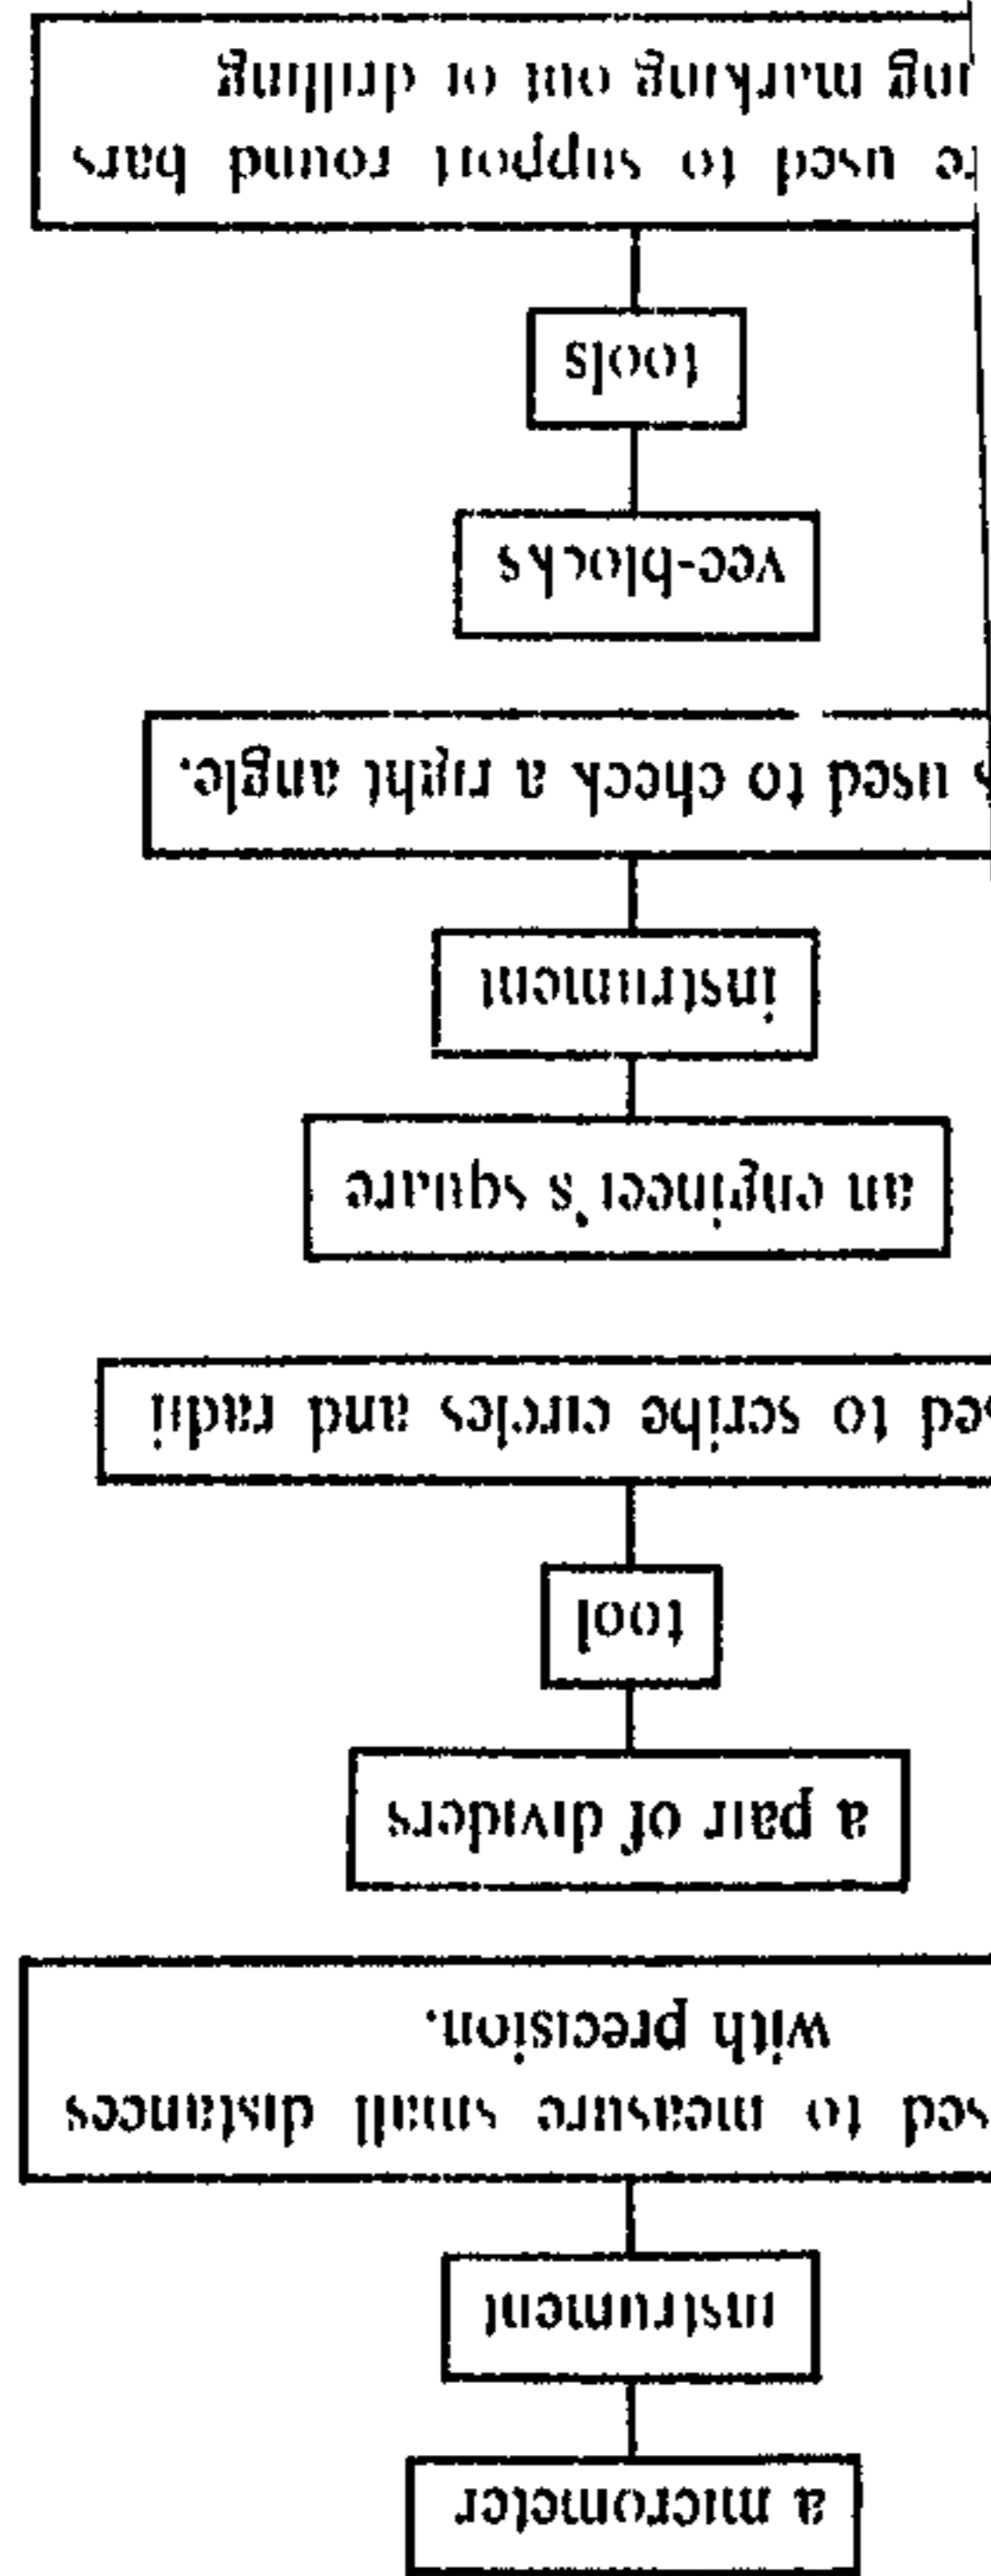 a micrometer
instrument
to measure small distances
with precision.
a pair of dividers
tool
to scribe circles and radii
an engineer's square
instrument
used to check a right angle.
vee-blocks
tools
used to support round bars
marking out or drilling